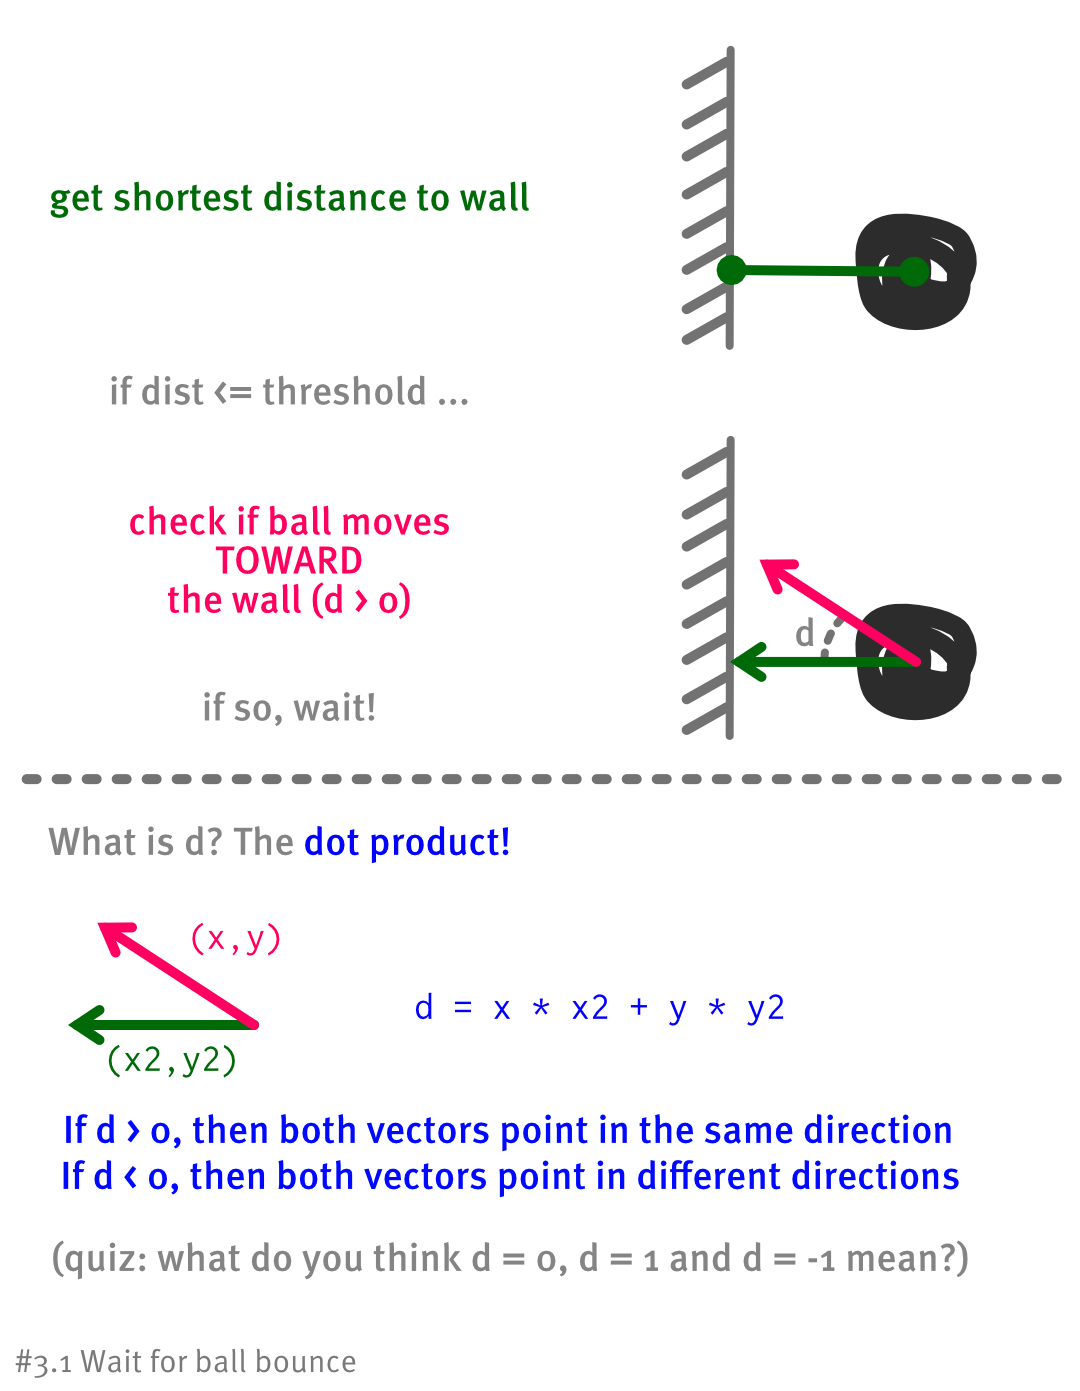 get shortest distance to wall
if dist <= threshold ...
check if ball moves
TOWARD
the wall (d > 0)
d
if so, wait!
What is d? The dot product!
(x,y)
d = x * x2 + y * y2
(x2,y2)
If d > 0, then both vectors point in the same direction
If d < 0, then both vectors point in different directions
(quiz: what do you think d = 0, d = 1 and d = -1 mean?)
#3.1 Wait for ball bounce